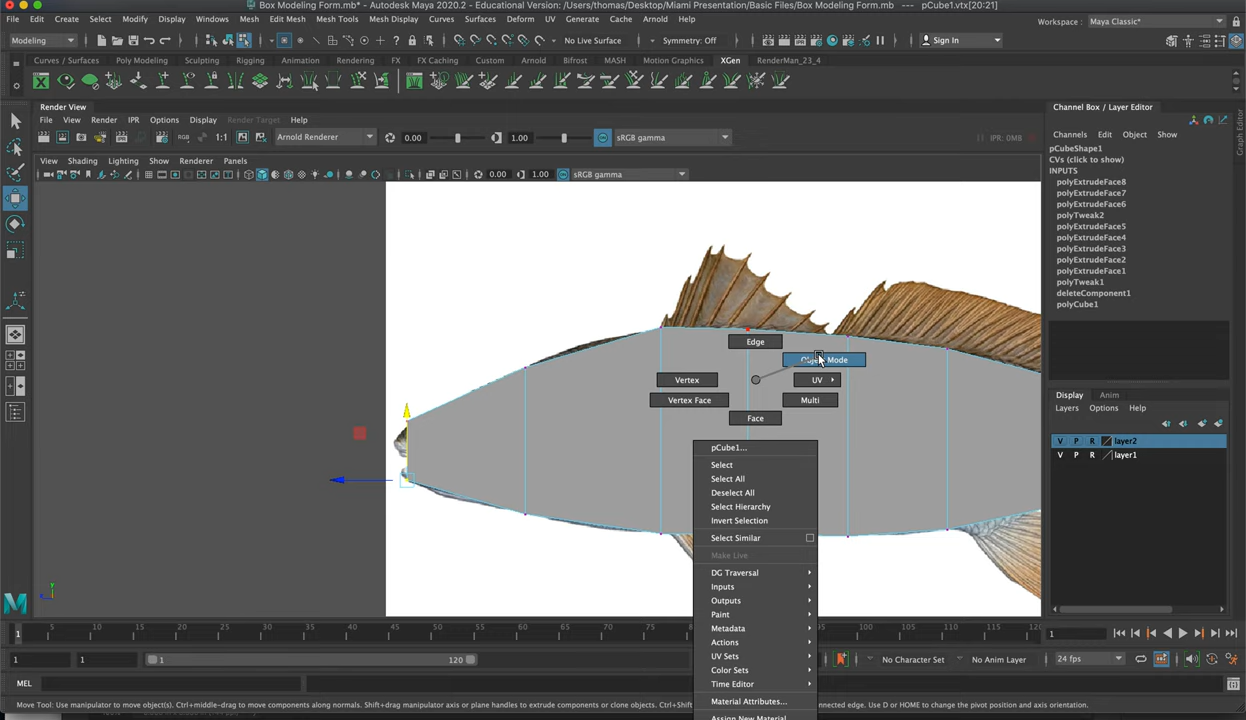 Box Modeling Form.mb* - Autodesk Maya 2020.2 - Educational Version: /Users/thomas/Desktop/Miami Presentation/Basic Files/Box Modeling Form.mb --- pCube1.vtx[20:21]
File Edit Create Select Modify Display Windows Mesh Edit Mesh Mesh Tools Mesh Display Curves Surfaces Deform UV Generate Cache Arnold Help
Workspace : Maya Classic*
Modeling No Live Surface Symmetry: Off Sign In
Curves / Surfaces Poly Modeling Sculpting Rigging Animation Rendering FX FX Caching Custom Arnold Bifrost MASH Motion Graphics XGen RenderMan_23_4
Render View
File View Render IPR Options Display Render Target Help
1:1 Arnold Renderer 0.00 1.00 sRGB gamma IPR: 0MB
View Shading Lighting Show Renderer Panels
0.00 1.00 sRGB gamma
Channel Box / Layer Editor
Channels Edit Object Show
pCubeShape1
CVs (click to show)
INPUTS
polyExtrudeFace8
polyExtrudeFace7
polyExtrudeFace6
polyTweak2
polyExtrudeFace5
polyExtrudeFace4
polyExtrudeFace3
polyExtrudeFace2
polyExtrudeFace1
polyTweak1
deleteComponent1
polyCube1
Graph Editor
Edge
Object Mode
Vertex
UV
Vertex Face
Multi
Face
pCube1...
Select
Select All
Deselect All
Select Hierarchy
Invert Selection
Select Similar
Make Live
DG Traversal
Inputs
Outputs
Paint
Metadata
Actions
UV Sets
Color Sets
Time Editor
Material Attributes...
Assign New Material
Display Anim
Layers Options Help
V P R layer2
V P R layer1
5 10 15 20 25 30 35 40 45 50 55 60 65 70 95 100 105 110 115 120
1
1
1 1 1 120 No Character Set No Anim Layer 24 fps
MEL
Move Tool: Use manipulator to move object(s). Ctrl+middle-drag to move components along normals. Shift+drag manipulator axis or plane handles to extrude components or clone objects.
nnected edge. Use D or HOME to change the pivot position and axis orientation.